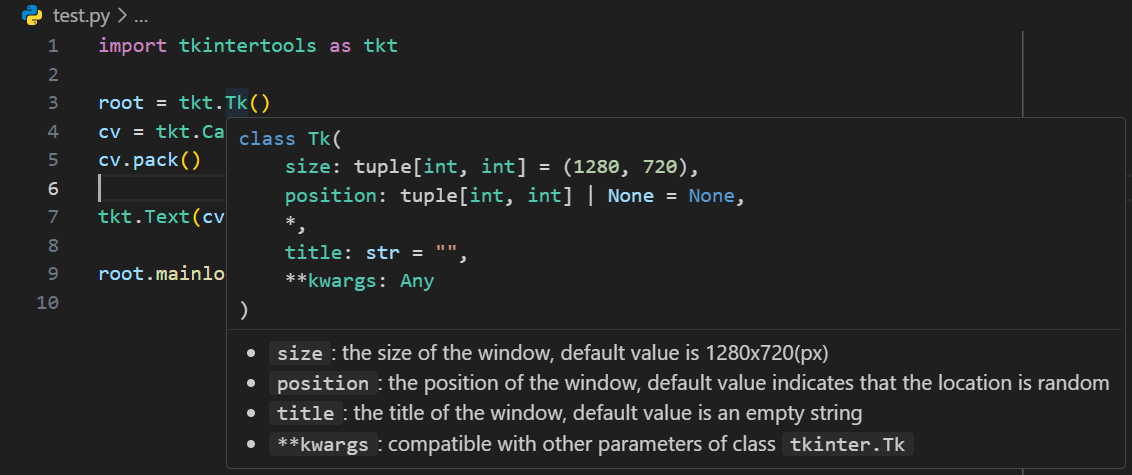 test.py > ...
1 import tkintertools as tkt
2
3 root = tkt.Tk()
4 cv = tkt.Ca
5 cv.pack()
6
7 tkt.Text(cv
8
9 root.mainlo
10
class Tk(
size: tuple[int, int] = (1280, 720),
position: tuple[int, int] | None = None,
*,
title: str = "",
**kwargs: Any
)
• size : the size of the window, default value is 1280x720(px)
• position : the position of the window, default value indicates that the location is random
• title : the title of the window, default value is an empty string
• **kwargs : compatible with other parameters of class tkinter.Tk